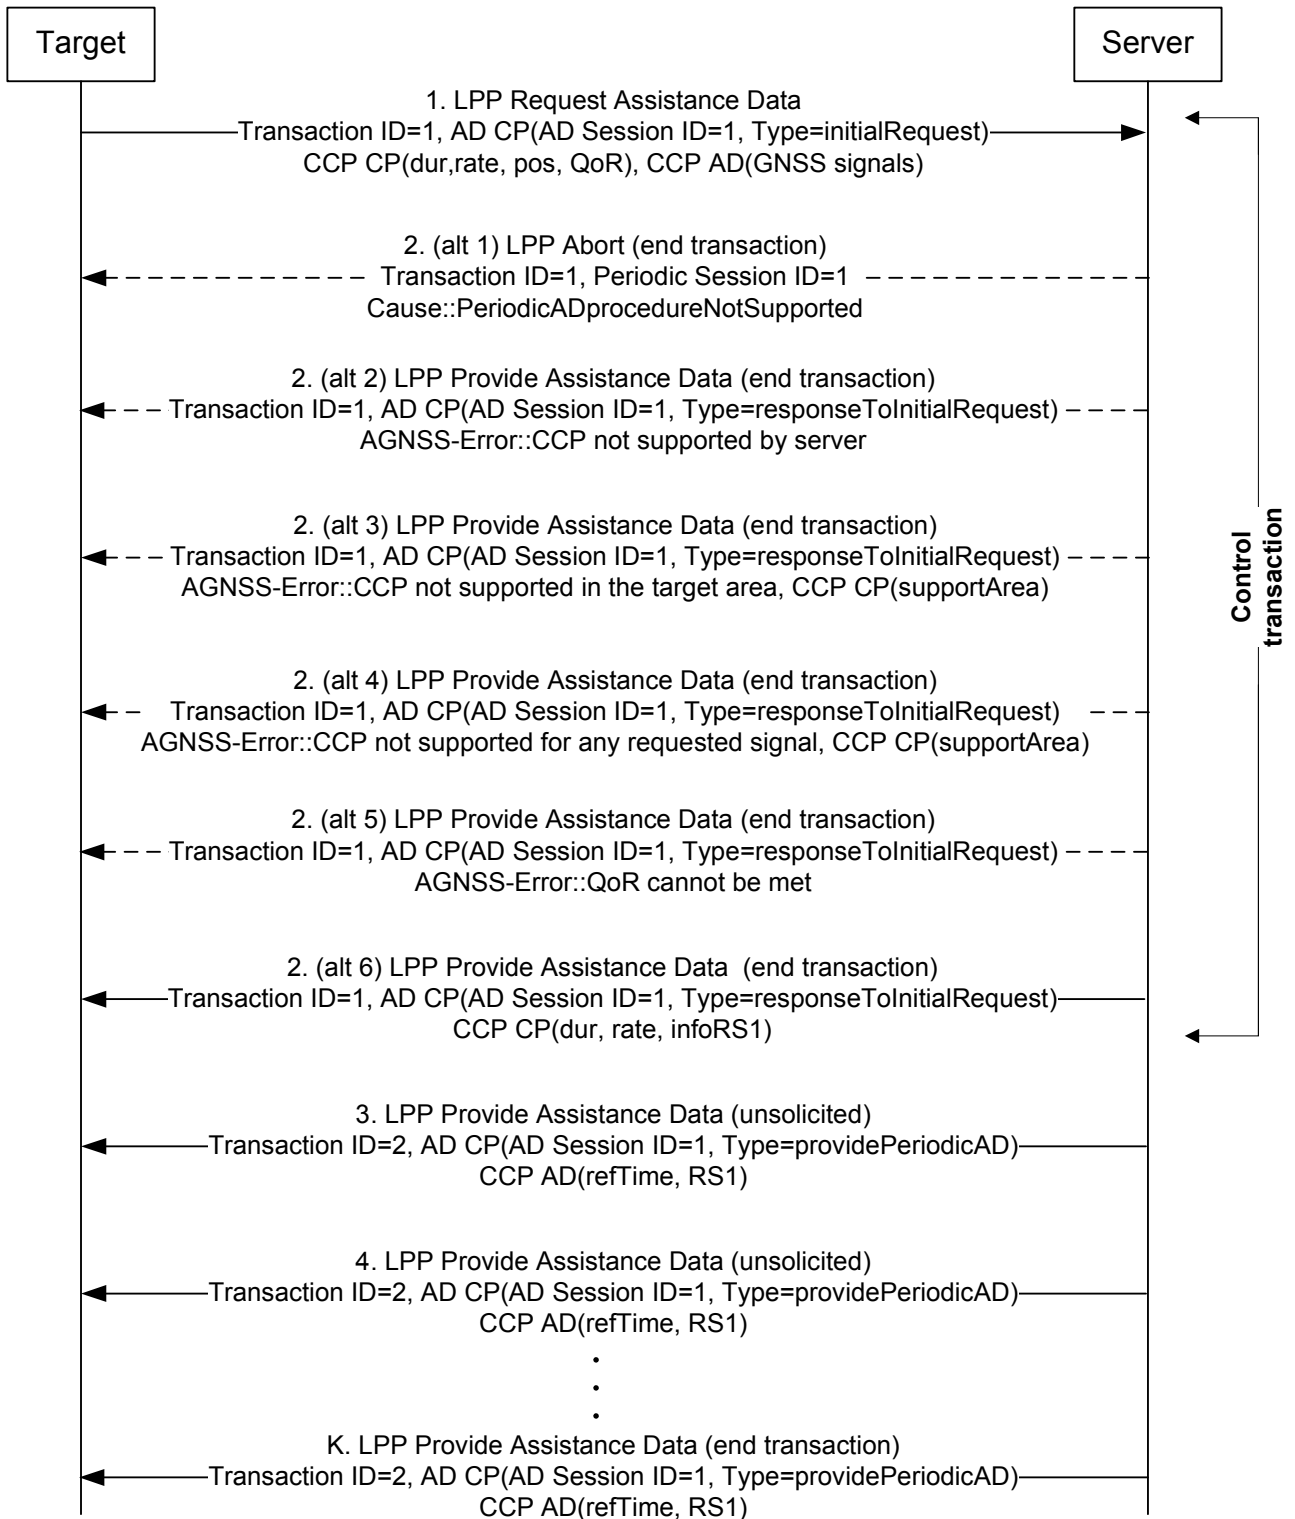 Target
Server
1. LPP Request Assistance Data
Transaction ID=1, AD CP(AD Session ID=1, Type=initialRequest)
CCP CP(dur,rate, pos, QoR), CCP AD(GNSS signals)
2. (alt 1) LPP Abort (end transaction)
Transaction ID=1, Periodic Session ID=1
Cause::PeriodicADprocedureNotSupported
2. (alt 2) LPP Provide Assistance Data (end transaction)
Transaction ID=1, AD CP(AD Session ID=1, Type=responseToInitialRequest)
AGNSS-Error::CCP not supported by server
2. (alt 3) LPP Provide Assistance Data (end transaction)
Transaction ID=1, AD CP(AD Session ID=1, Type=responseToInitialRequest)
AGNSS-Error::CCP not supported in the target area, CCP CP(supportArea)
Control
transaction
2. (alt 4) LPP Provide Assistance Data (end transaction)
Transaction ID=1, AD CP(AD Session ID=1, Type=responseToInitialRequest)
AGNSS-Error::CCP not supported for any requested signal, CCP CP(supportArea)
2. (alt 5) LPP Provide Assistance Data (end transaction)
Transaction ID=1, AD CP(AD Session ID=1, Type=responseToInitialRequest)
AGNSS-Error::QoR cannot be met
2. (alt 6) LPP Provide Assistance Data (end transaction)
Transaction ID=1, AD CP(AD Session ID=1, Type=responseToInitialRequest)
CCP CP(dur, rate, infoRS1)
3. LPP Provide Assistance Data (unsolicited)
Transaction ID=2, AD CP(AD Session ID=1, Type=providePeriodicAD)
CCP AD(refTime, RS1)
4. LPP Provide Assistance Data (unsolicited)
Transaction ID=2, AD CP(AD Session ID=1, Type=providePeriodicAD)
CCP AD(refTime, RS1)
K. LPP Provide Assistance Data (end transaction)
Transaction ID=2, AD CP(AD Session ID=1, Type=providePeriodicAD)
CCP AD(refTime, RS1)